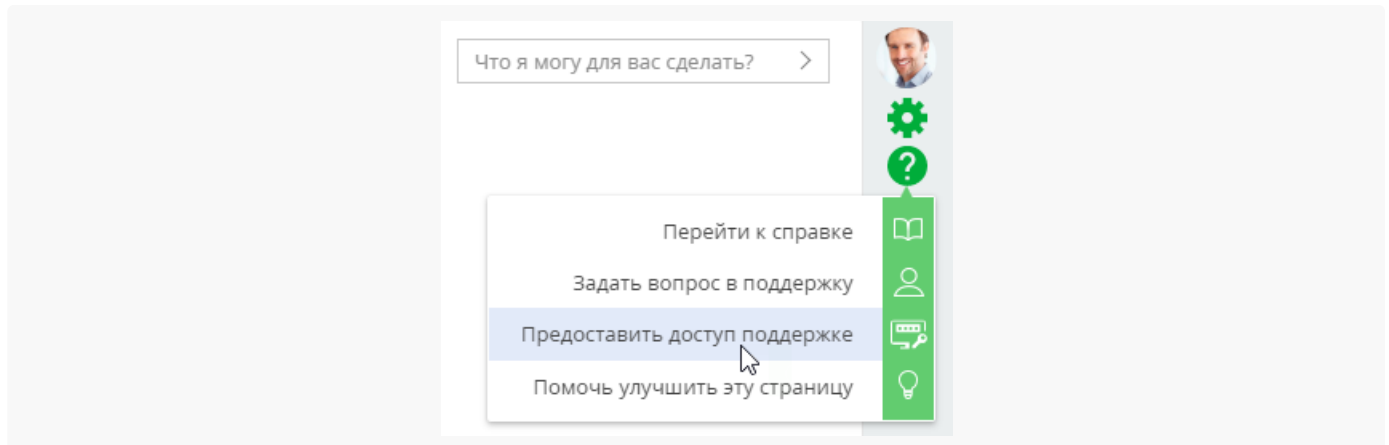 Что я могу для вас сделать?
Перейти к справке
Задать вопрос в поддержку
Предоставить доступ поддержке
Помочь улучшить эту страницу